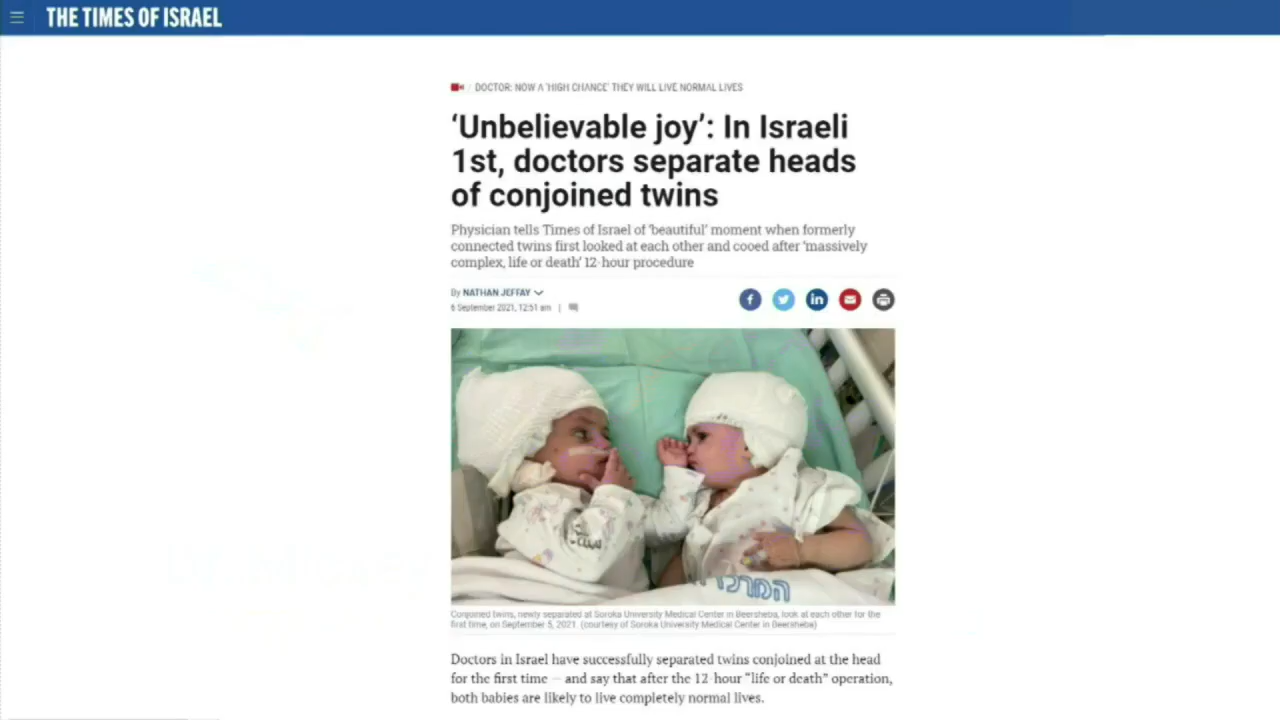 THE TIMES OF ISRAEL
/ DOCTOR: NOW A 'HIGH CHANCE' THEY WILL LIVE NORMAL LIVES
‘Unbelievable joy’: In Israeli
1st, doctors separate heads
of conjoined twins
Physician tells Times of Israel of ‘beautiful’ moment when formerly
connected twins first looked at each other and cooed after ‘massively
complex, life or death’ 12-hour procedure
By NATHAN JEFFAY
6 September 2021, 12:51 am |
המרכז
Conjoined twins, newly separated at Soroka University Medical Center in Beersheba, look at each other for the
first time, on September 5, 2021. (courtesy of Soroka University Medical Center in Beersheba)
Doctors in Israel have successfully separated twins conjoined at the head
for the first time — and say that after the 12-hour “life or death” operation,
both babies are likely to live completely normal lives.